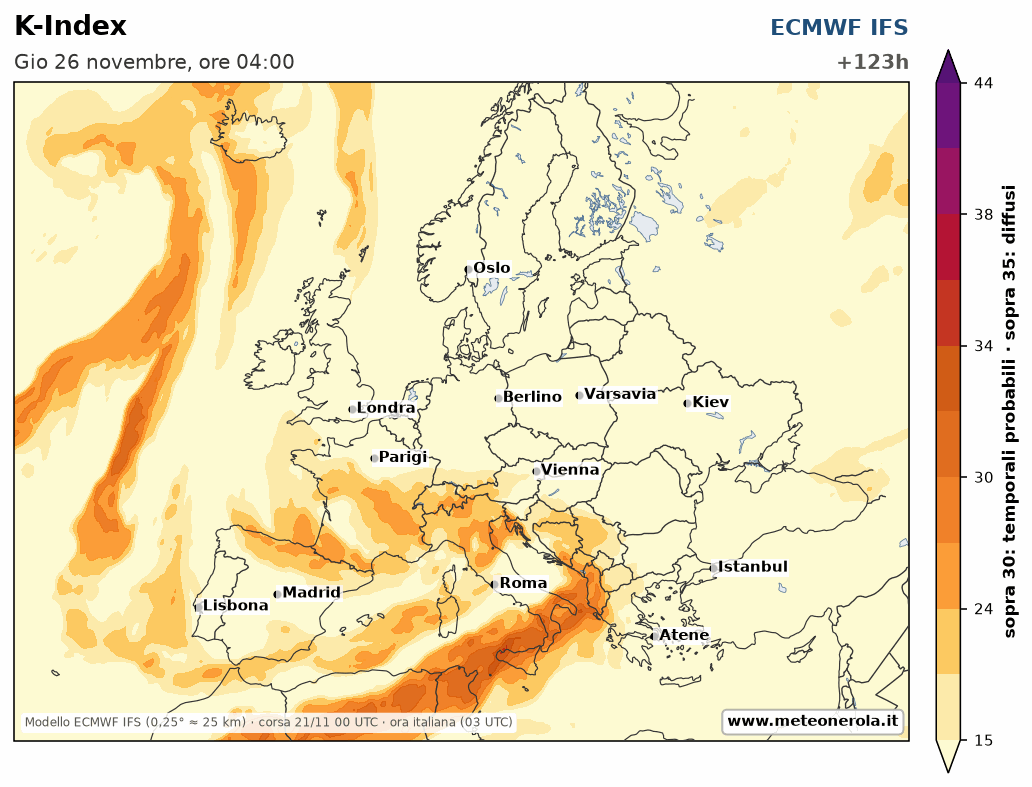 K-Index
ECMWF IFS
Gio 26 novembre, ore 04:00
+123h
44
38
34
30
24
15
sopra 30: temporali probabili · sopra 35: diffusi
Oslo
Londra
Berlino
Varsavia
Kiev
Parigi
Vienna
Istanbul
Roma
Madrid
Lisbona
Atene
Modello ECMWF IFS (0,25° ≈ 25 km) · corsa 21/11 00 UTC · ora italiana (03 UTC)
www.meteonerola.it